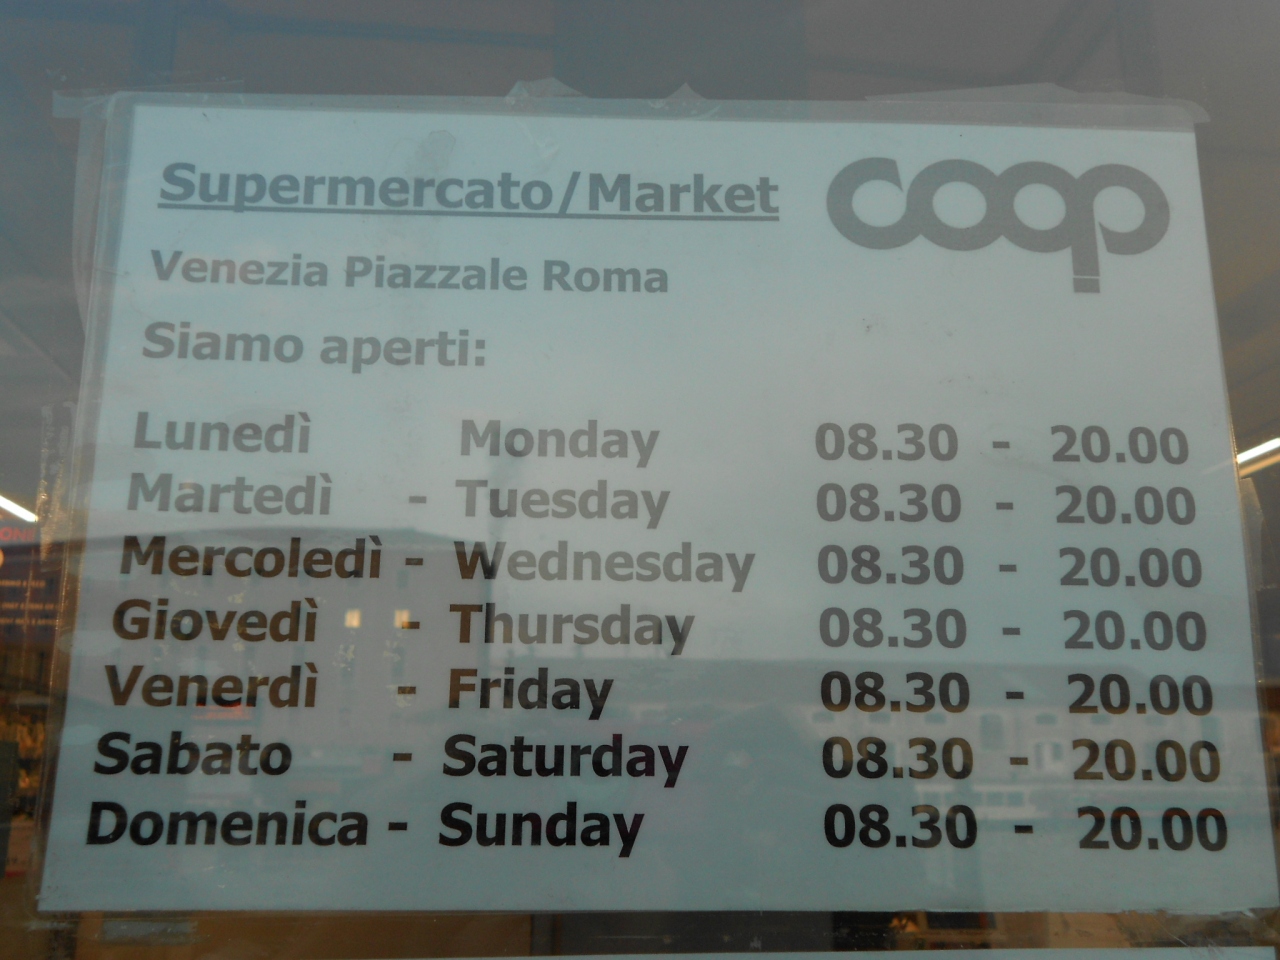 Supermercato/Market
coop
Venezia Piazzale Roma
Siamo aperti:
Lunedì Monday 08.30 - 20.00
Martedì - Tuesday 08.30 - 20.00
Mercoledì - Wednesday 08.30 - 20.00
Giovedì - Thursday 08.30 - 20.00
Venerdì - Friday 08.30 - 20.00
Sabato - Saturday 08.30 - 20.00
Domenica - Sunday 08.30 - 20.00